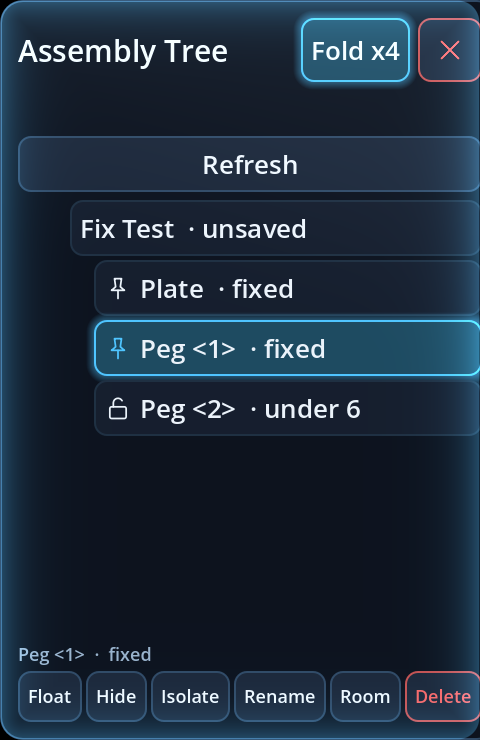 Assembly Tree
Fold x4
Refresh
Fix Test · unsaved
Plate · fixed
Peg <1> · fixed
Peg <2> · under 6
Peg <1> · fixed
Float Hide Isolate Rename Room Delete